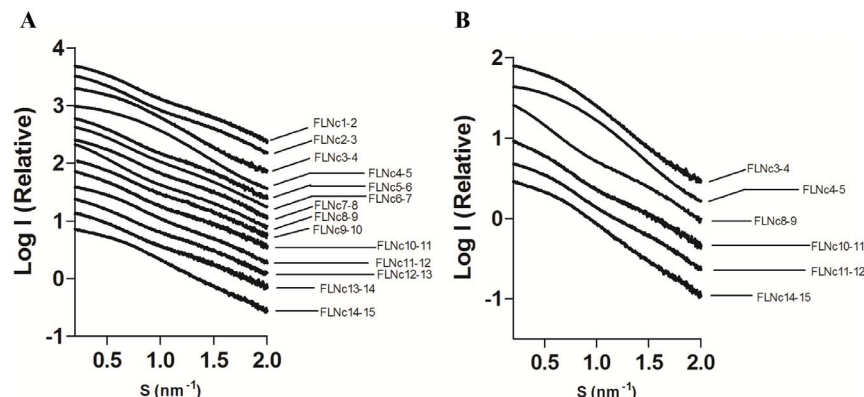 A
Log I (Relative)
4
3
2
1
0
-1
0.5 1.0 1.5 2.0
S (nm-1)
FLNc1-2
FLNc2-3
FLNc3-4
FLNc4-5
FLNc5-6
FLNc6-7
FLNc7-8
FLNc8-9
FLNc9-10
FLNc10-11
FLNc11-12
FLNc12-13
FLNc13-14
FLNc14-15
B
Log I (Relative)
2
1
0
-1
0.5 1.0 1.5 2.0
S (nm-1)
FLNc3-4
FLNc4-5
FLNc8-9
FLNc10-11
FLNc11-12
FLNc14-15